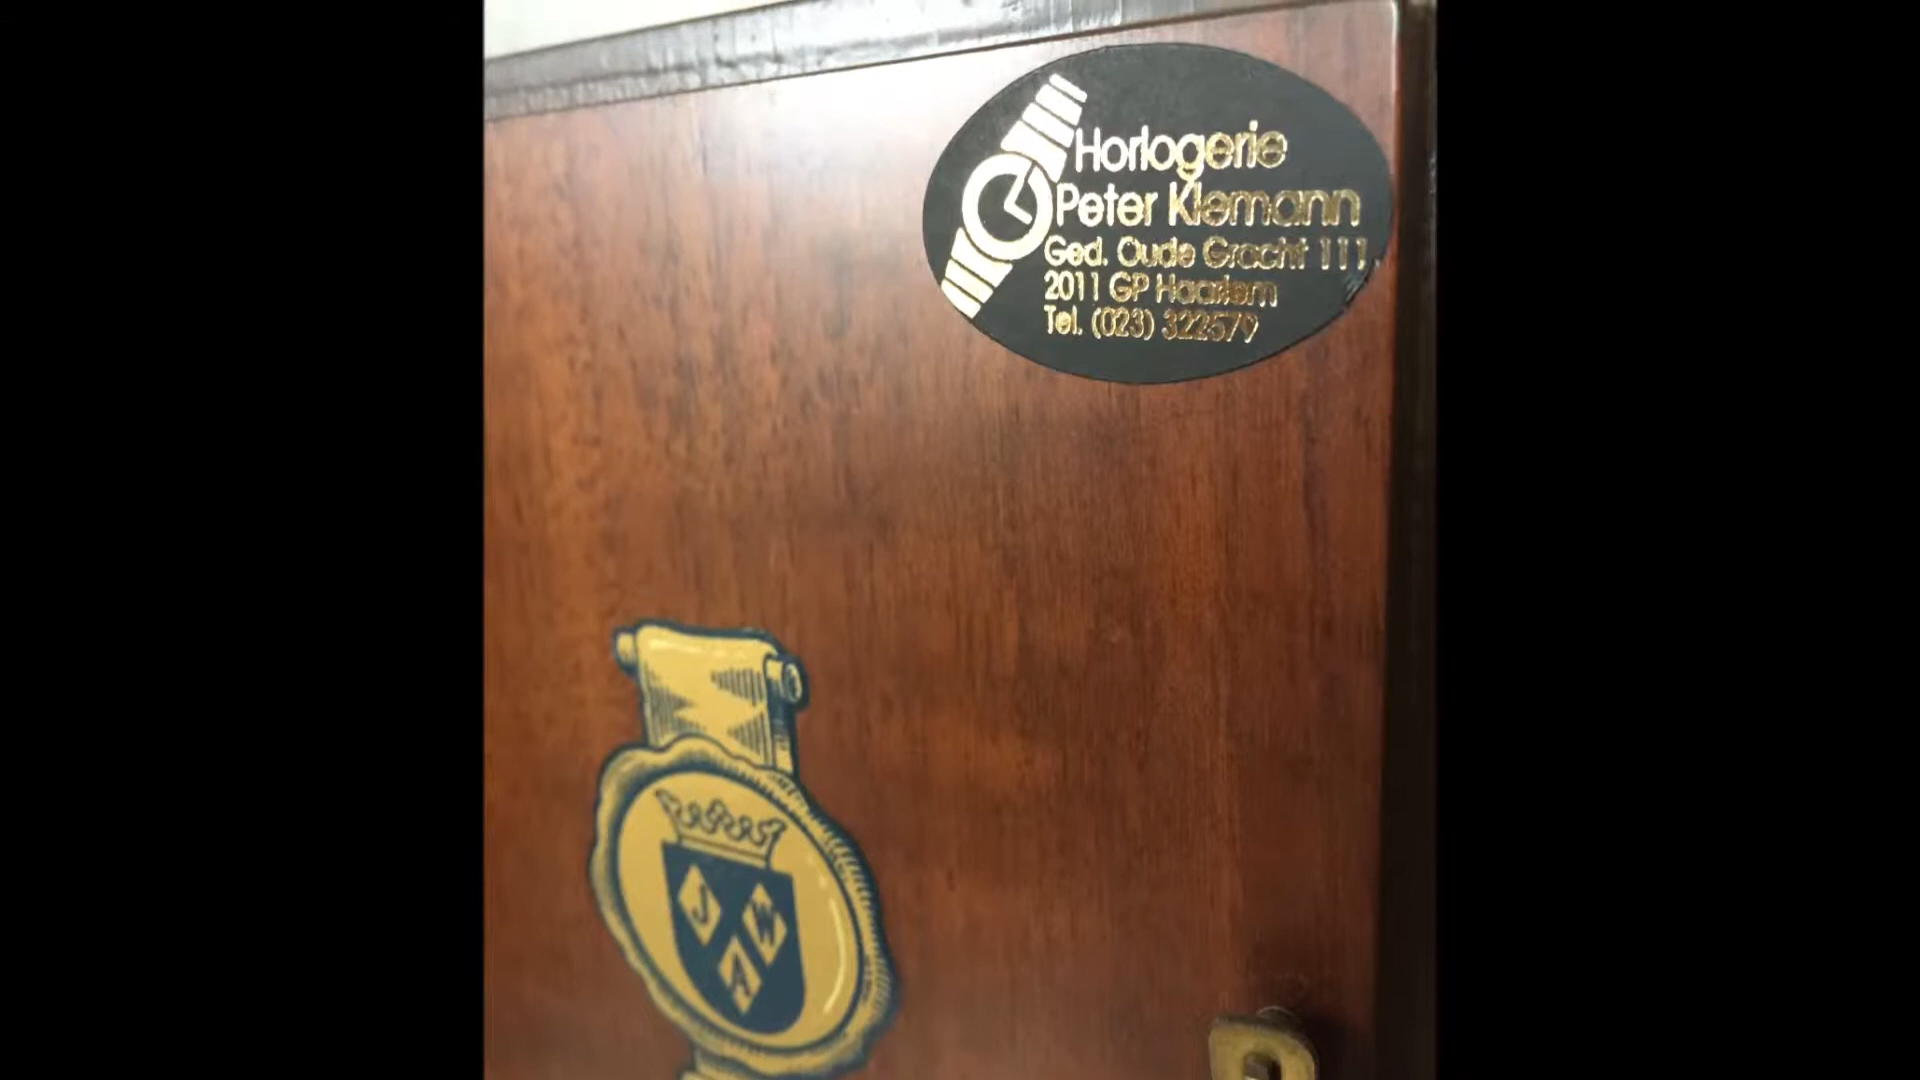 Horlogerie
Peter Klemann
Ged. Oude Gracht 111
2011 GP Haarlem
Tel. (023) 322579
J W
A